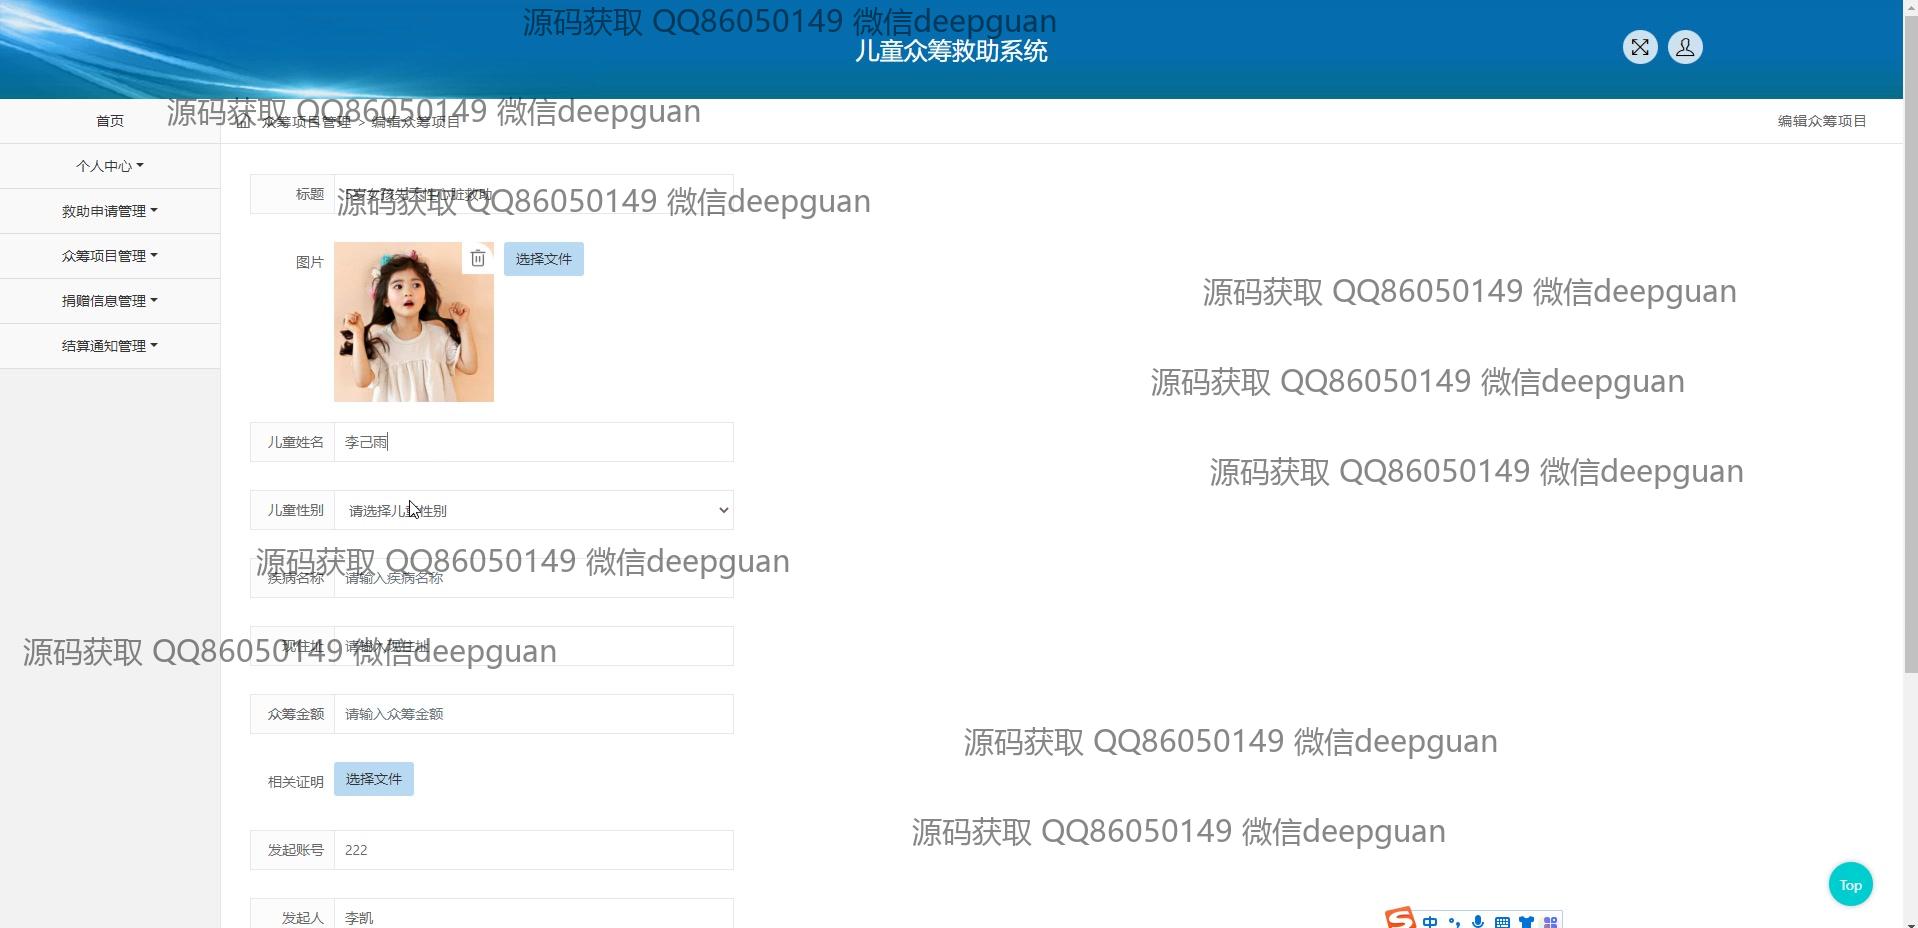 源码获取 QQ86050149 微信deepguan
儿童众筹救助系统
首页
源码获取 QQ86050149 微信deepguan
众筹项目管理 > 编辑众筹项目
编辑众筹项目
个人中心
救助申请管理
众筹项目管理
捐赠信息管理
结算通知管理
标题
5岁女孩先天性心脏救助
源码获取 QQ86050149 微信deepguan
图片
选择文件
源码获取 QQ86050149 微信deepguan
源码获取 QQ86050149 微信deepguan
儿童姓名
李己雨
源码获取 QQ86050149 微信deepguan
儿童性别
请选择儿童性别
源码获取 QQ86050149 微信deepguan
疾病名称
请输入疾病名称
现住址
请输入现住址
源码获取 QQ86050149 微信deepguan
众筹金额
请输入众筹金额
源码获取 QQ86050149 微信deepguan
相关证明
选择文件
源码获取 QQ86050149 微信deepguan
发起账号
222
Top
发起人
李凯
中